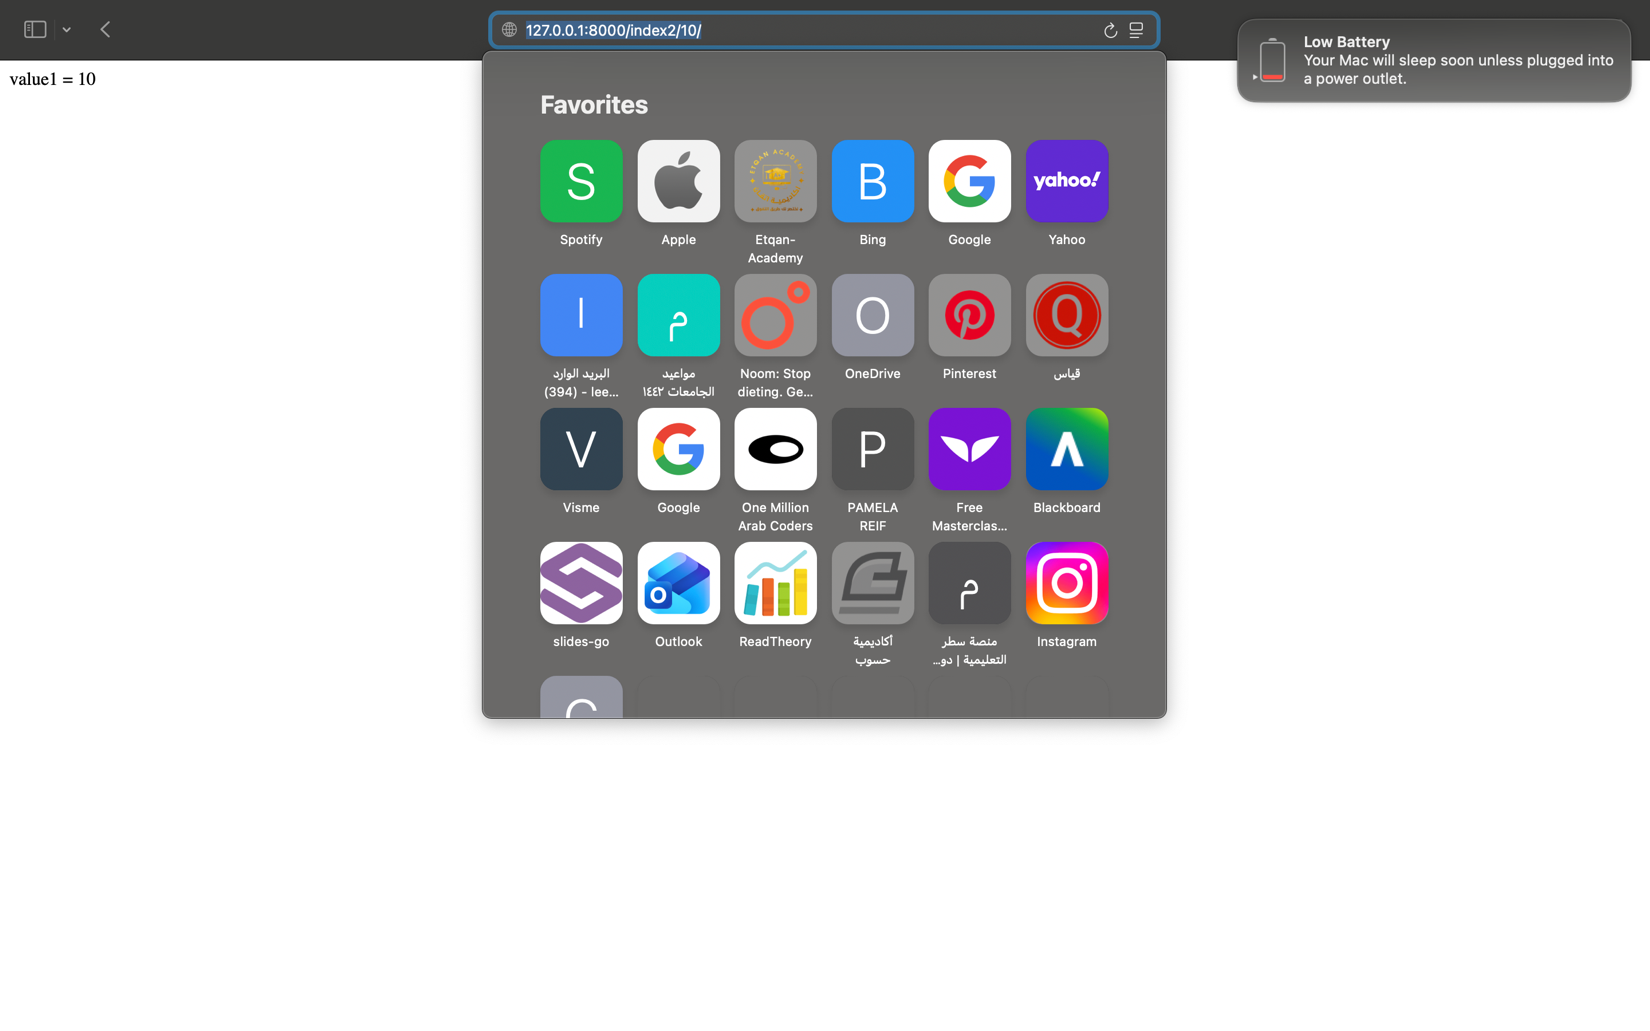 127.0.0.1:8000/index2/10/
Low Battery
Your Mac will sleep soon unless plugged into
a power outlet.
value1 = 10
Favorites
S
B
yahoo!
Spotify
Apple
Etqan-
Academy
Bing
Google
Yahoo
ا
م
O
Q
البريد الوارد
(394) - lee...
مواعيد
الجامعات ١٤٤٢
Noom: Stop
dieting. Ge...
OneDrive
Pinterest
قياس
V
P
Visme
Google
One Million
Arab Coders
PAMELA
REIF
Free
Masterclas...
Blackboard
م
slides-go
Outlook
ReadTheory
أكاديمية
حسوب
منصة سطر
التعليمية | دو...
Instagram